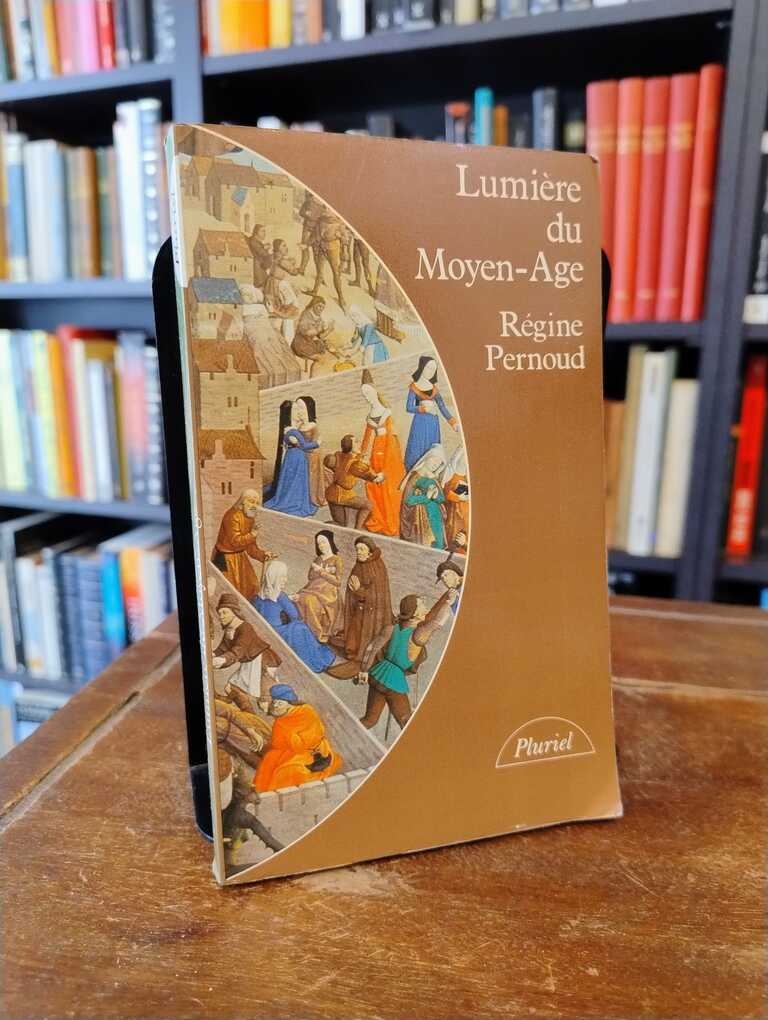 Lumière
du
Moyen-Age
Régine
Pernoud
Pluriel